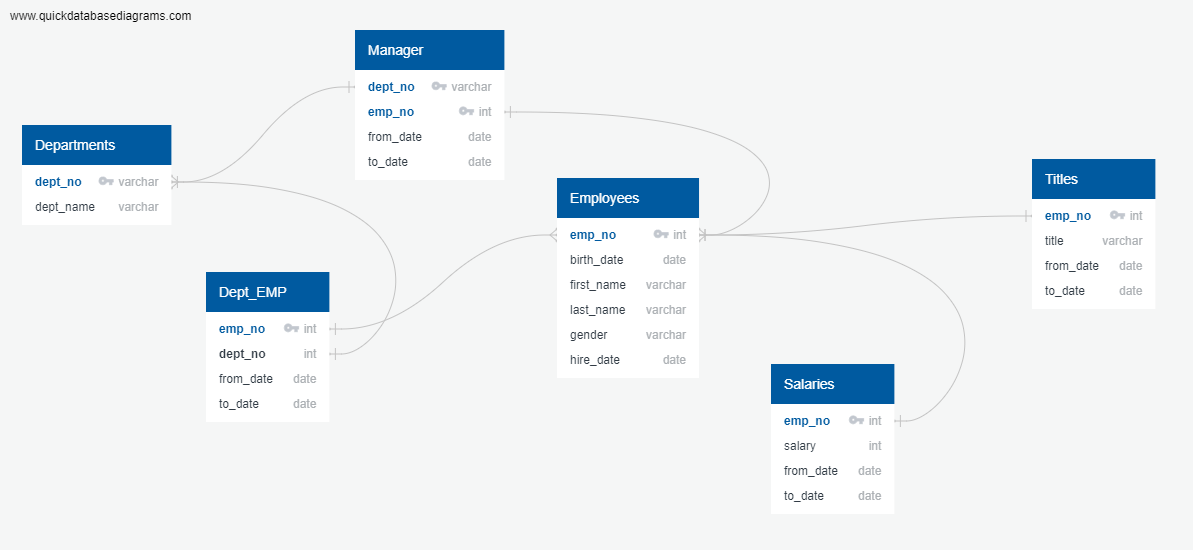 www.quickdatabasediagrams.com
Manager
dept_no varchar
emp_no int
from_date date
to_date date
Departments
dept_no varchar
dept_name varchar
Dept_EMP
emp_no int
dept_no int
from_date date
to_date date
Employees
emp_no int
birth_date date
first_name varchar
last_name varchar
gender varchar
hire_date date
Titles
emp_no int
title varchar
from_date date
to_date date
Salaries
emp_no int
salary int
from_date date
to_date date